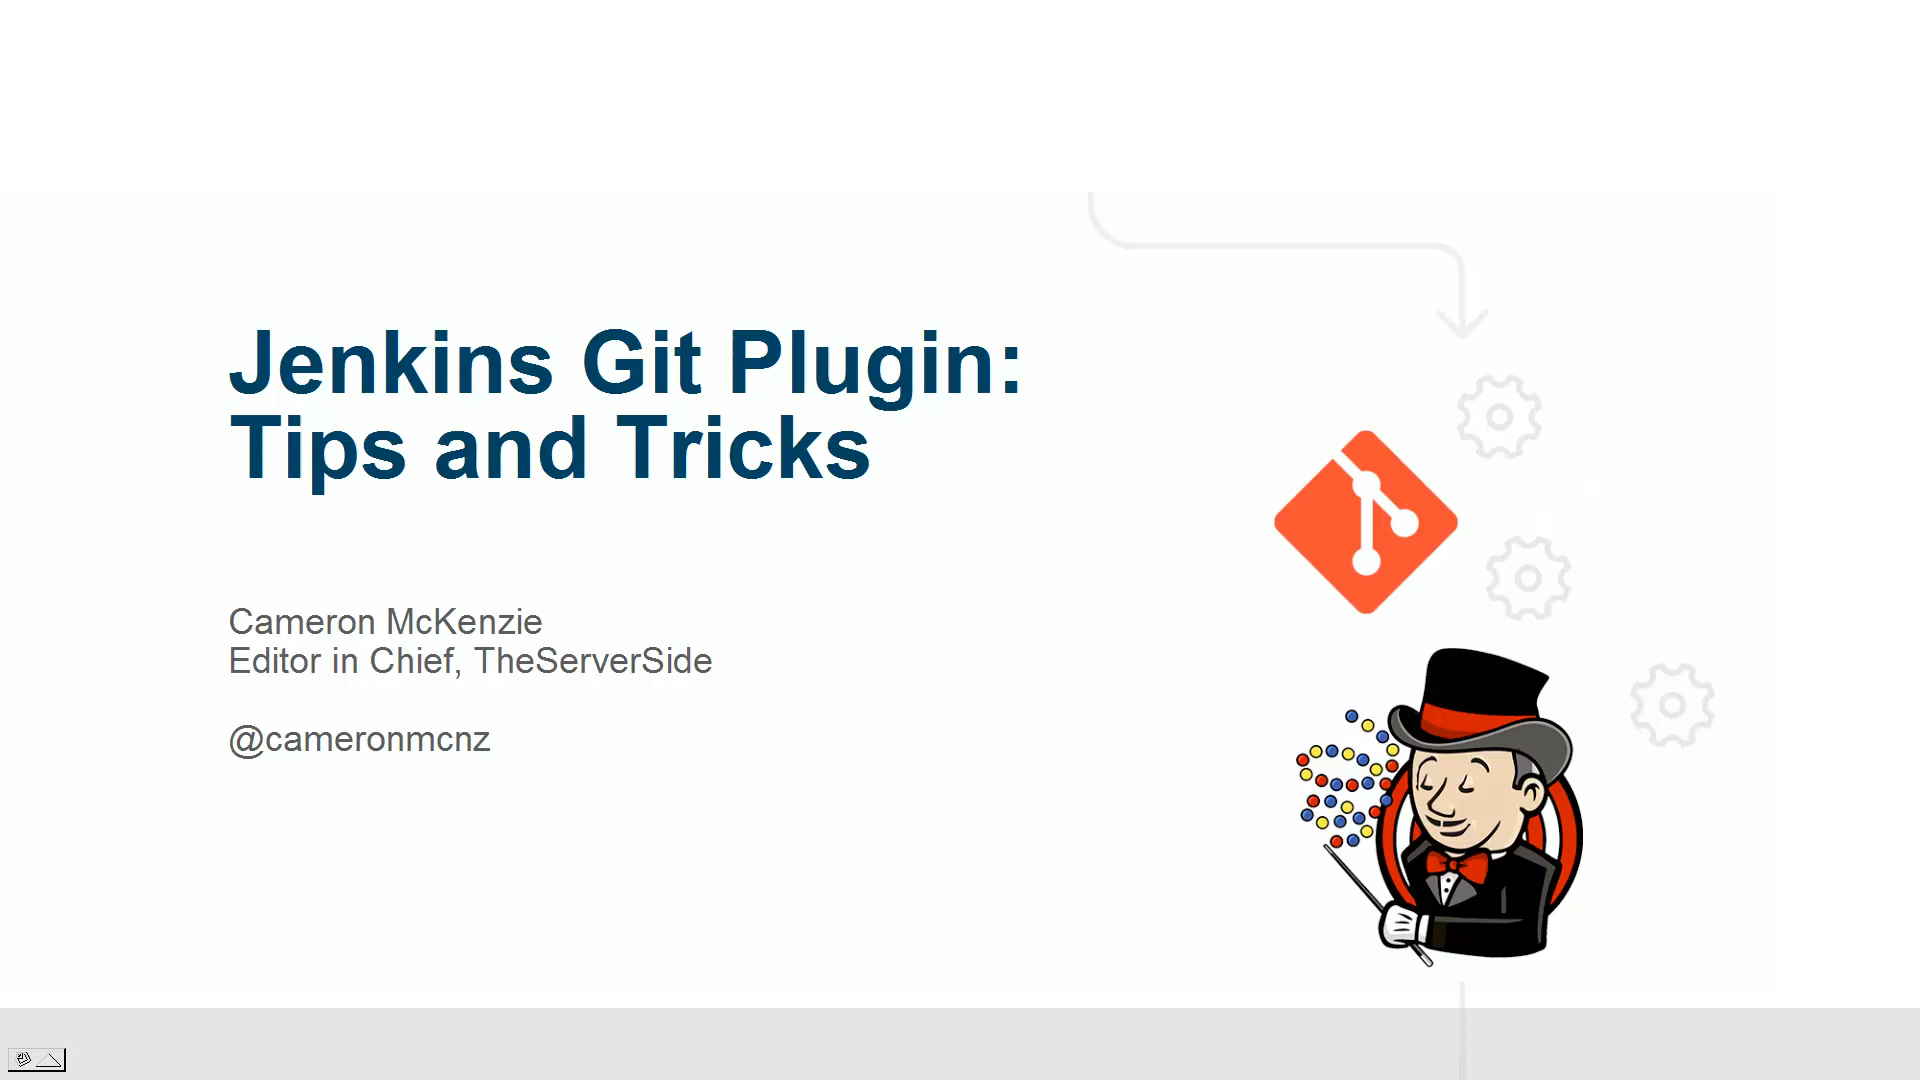 Jenkins Git Plugin:
Tips and Tricks
Cameron McKenzie
Editor in Chief, TheServerSide
@cameronmcnz